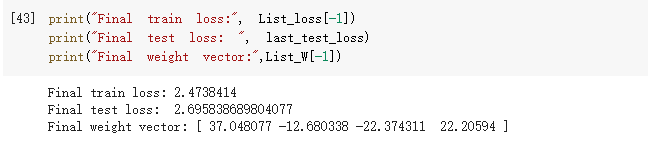 [43] print("Final train loss:", List_loss[-1])
print("Final test loss: ", last_test_loss)
print("Final weight vector:",List_W[-1])
Final train loss: 2.4738414
Final test loss:  2.695838689804077
Final weight vector: [ 37.048077 -12.680338 -22.374311  22.20594 ]